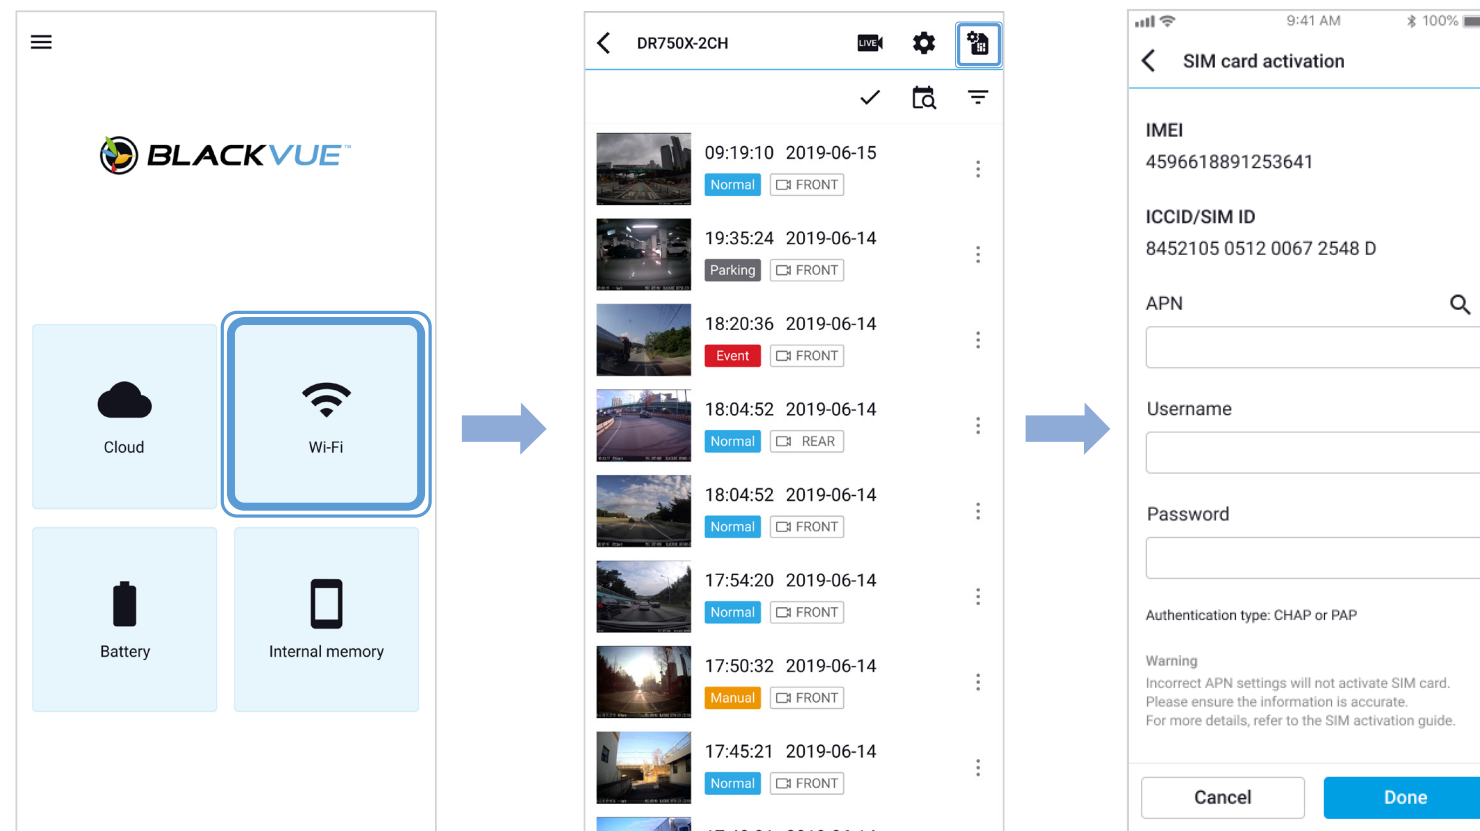 BLACKVUE™
Cloud
Wi-Fi
Battery
Internal memory
DR750X-2CH
LIVE
09:19:10 2019-06-15
Normal FRONT
19:35:24 2019-06-14
Parking FRONT
18:20:36 2019-06-14
Event FRONT
18:04:52 2019-06-14
Normal REAR
18:04:52 2019-06-14
Normal FRONT
17:54:20 2019-06-14
Normal FRONT
17:50:32 2019-06-14
Manual FRONT
17:45:21 2019-06-14
Normal FRONT
9:41 AM 100%
SIM card activation
IMEI
4596618891253641
ICCID/SIM ID
8452105 0512 0067 2548 D
APN
Username
Password
Authentication type: CHAP or PAP
Warning
Incorrect APN settings will not activate SIM card.
Please ensure the information is accurate.
For more details, refer to the SIM activation guide.
Cancel
Done